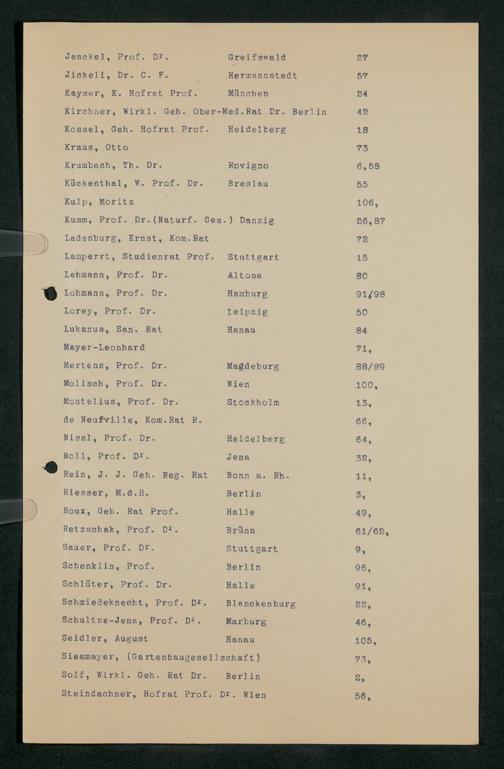 Jenckel, Prof. Dr. Greifswald 27
Jickeli, Dr. C. F. Hermannstadt 57
Kayser, E. Hofrat Prof. München 24
Kirchner, Wirkl. Geh. Ober-Med.Rat Dr. Berlin 42
Kossel, Geh. Hofrat Prof. Heidelberg 18
Kraus, Otto 73
Krumbach, Th. Dr. Rovigno 6,58
Kückenthal, W. Prof. Dr. Breslau 55
Kulp, Moritz 106,
Kumm, Prof. Dr.(Naturf. Ges.) Danzig 26,87
Ladenburg, Ernst, Kom.Rat 72
Lamperrt, Studienrat Prof. Stuttgart 15
Lehmann, Prof. Dr. Altona 80
Lohmann, Prof. Dr. Hamburg 91/98
Lorey, Prof. Dr. Leipzig 50
Lukanus, San. Rat Hanau 84
Mayer-Leonhard 71,
Mertens, Prof. Dr. Magdeburg 88/89
Molisch, Prof. Dr. Wien 100,
Montelius, Prof. Dr. Stockholm 13,
de Neufville, Kom.Rat R. 66,
Nissl, Prof. Dr. Heidelberg 64,
Noll, Prof. Dr. Jena 32,
Rein, J. J. Geh. Reg. Rat Bonn a. Rh. 11,
Riesser, M.d.H. Berlin 3,
Roux, Geh. Rat Prof. Halle 49,
Retzschak, Prof. Dr. Brünn 61/62,
Sauer, Prof. Dr. Stuttgart 9,
Schenklin, Prof. Berlin 96,
Schlüter, Prof. Dr. Halle 91,
Schmiedeknecht, Prof. Dr. Blanckenburg 22,
Schultze-Jena, Prof. Dr. Marburg 46,
Seidler, August Hanau 105,
Siesmayer, (Gartenbaugesellschaft) 73,
Solf, Wirkl. Geh. Rat Dr. Berlin 2,
Steindachner, Hofrat Prof. Dr. Wien 56,